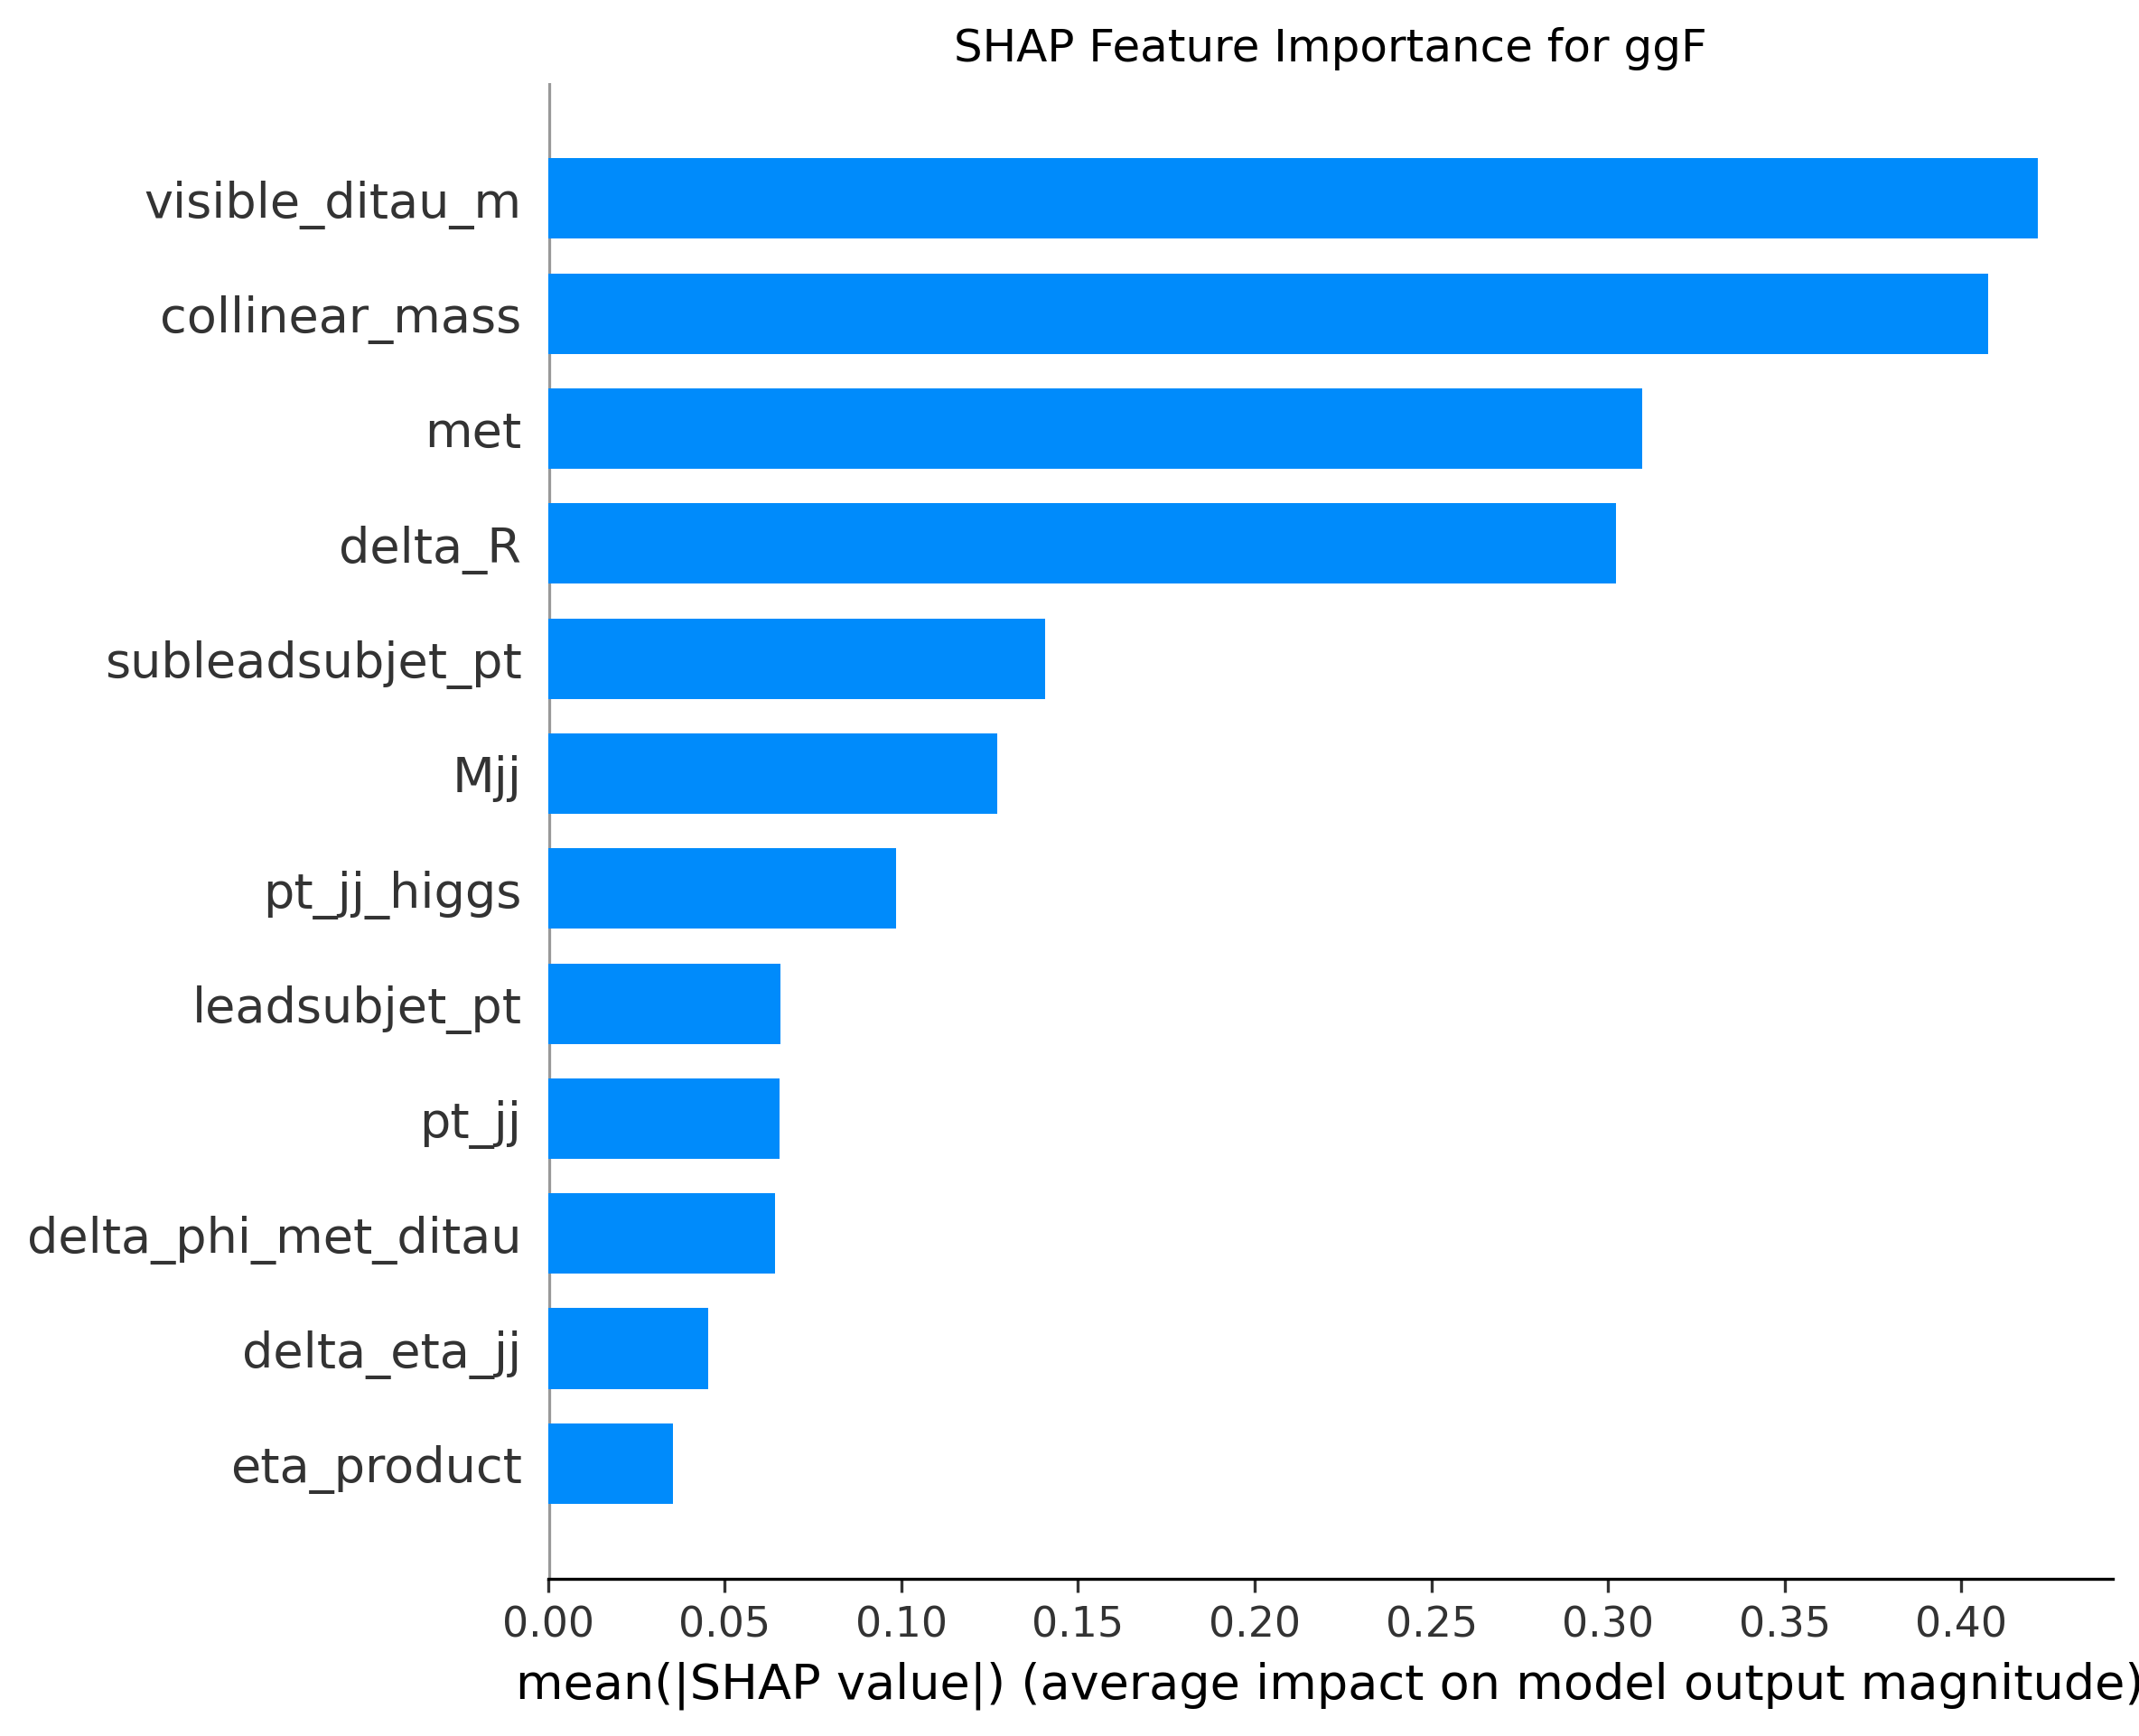 SHAP Feature Importance for ggF
visible_ditau_m
collinear_mass
met
delta_R
subleadsubjet_pt
Mjj
pt_jj_higgs
leadsubjet_pt
pt_jj
delta_phi_met_ditau
delta_eta_jj
eta_product
0.00 0.05 0.10 0.15 0.20 0.25 0.30 0.35 0.40
mean(|SHAP value|) (average impact on model output magnitude)